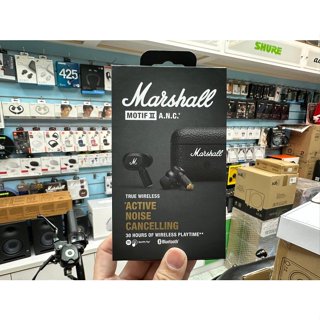 SHURE
425
Marshall
MOTIF II A.N.C.*
Marshall
TRUE WIRELESS
*ACTIVE
NOISE
CANCELLING
30 HOURS OF WIRELESS PLAYTIME**
Bluetooth®